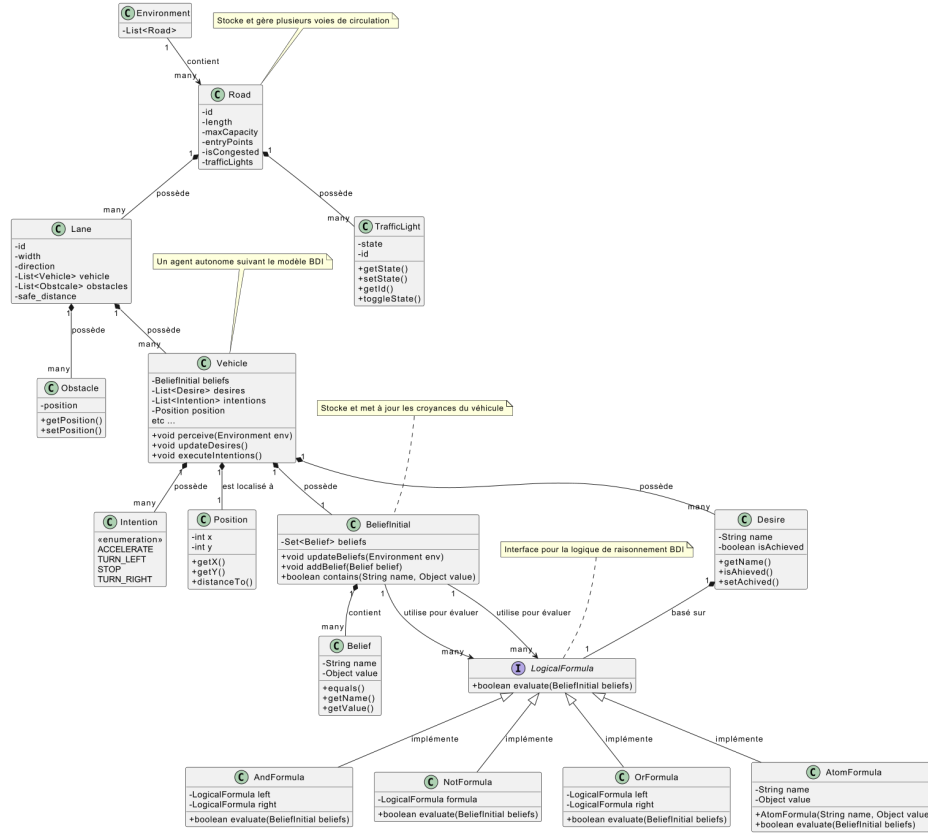 C Environment
-List<Road>
Stocke et gère plusieurs voies de circulation
1
contient
many
C Road
-id
-length
-maxCapacity
-entryPoints
-isCongested
-trafficLights
1
1
possède
possède
many
many
C Lane
-id
-width
-direction
-List<Vehicle> vehicle
-List<Obstcale> obstacles
-safe_distance
C TrafficLight
-state
-id
+getState()
+setState()
+getId()
+toggleState()
Un agent autonome suivant le modèle BDI
1
1
possède
possède
many
many
C Vehicle
-BeliefInitial beliefs
-List<Desire> desires
-List<Intention> intentions
-Position position
etc ...
+void perceive(Environment env)
+void updateDesires()
+void executeIntentions()
C Obstacle
-position
+getPosition()
+setPosition()
Stocke et met à jour les croyances du véhicule
1
1
1
1
possède
est localisé à
possède
possède
many
1
1
many
C Intention
«enumeration»
ACCELERATE
TURN_LEFT
STOP
TURN_RIGHT
C Position
-int x
-int y
+getX()
+getY()
+distanceTo()
C BeliefInitial
-Set<Belief> beliefs
+void updateBeliefs(Environment env)
+void addBelief(Belief belief)
+boolean contains(String name, Object value)
Interface pour la logique de raisonnement BDI
C Desire
-String name
-boolean isAchieved
+getName()
+isAhieved()
+setAchived()
1
1
1
1
contient
utilise pour évaluer
utilise pour évaluer
basé sur
many
many
many
1
C Belief
-String name
-Object value
+equals()
+getName()
+getValue()
I LogicalFormula
+boolean evaluate(BeliefInitial beliefs)
implémente
implémente
implémente
implémente
C AndFormula
-LogicalFormula left
-LogicalFormula right
+boolean evaluate(BeliefInitial beliefs)
C NotFormula
-LogicalFormula formula
+boolean evaluate(BeliefInitial beliefs)
C OrFormula
-LogicalFormula left
-LogicalFormula right
+boolean evaluate(BeliefInitial beliefs)
C AtomFormula
-String name
-Object value
+AtomFormula(String name, Object value
+boolean evaluate(BeliefInitial beliefs)